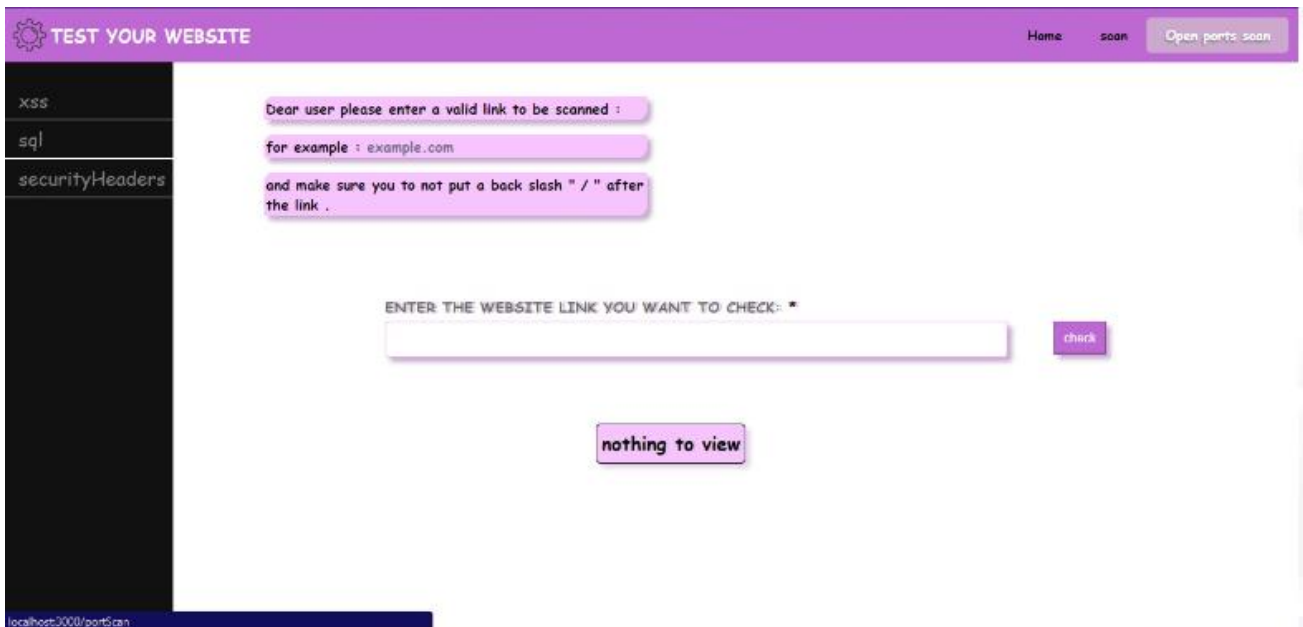 TEST YOUR WEBSITE
Home
scan
Open ports scan
xss
sql
securityHeaders
Dear user please enter a valid link to be scanned :
for example : example.com
and make sure you to not put a back slash " / " after
the link .
ENTER THE WEBSITE LINK YOU WANT TO CHECK: *
check
nothing to view
localhost:3000/portScan